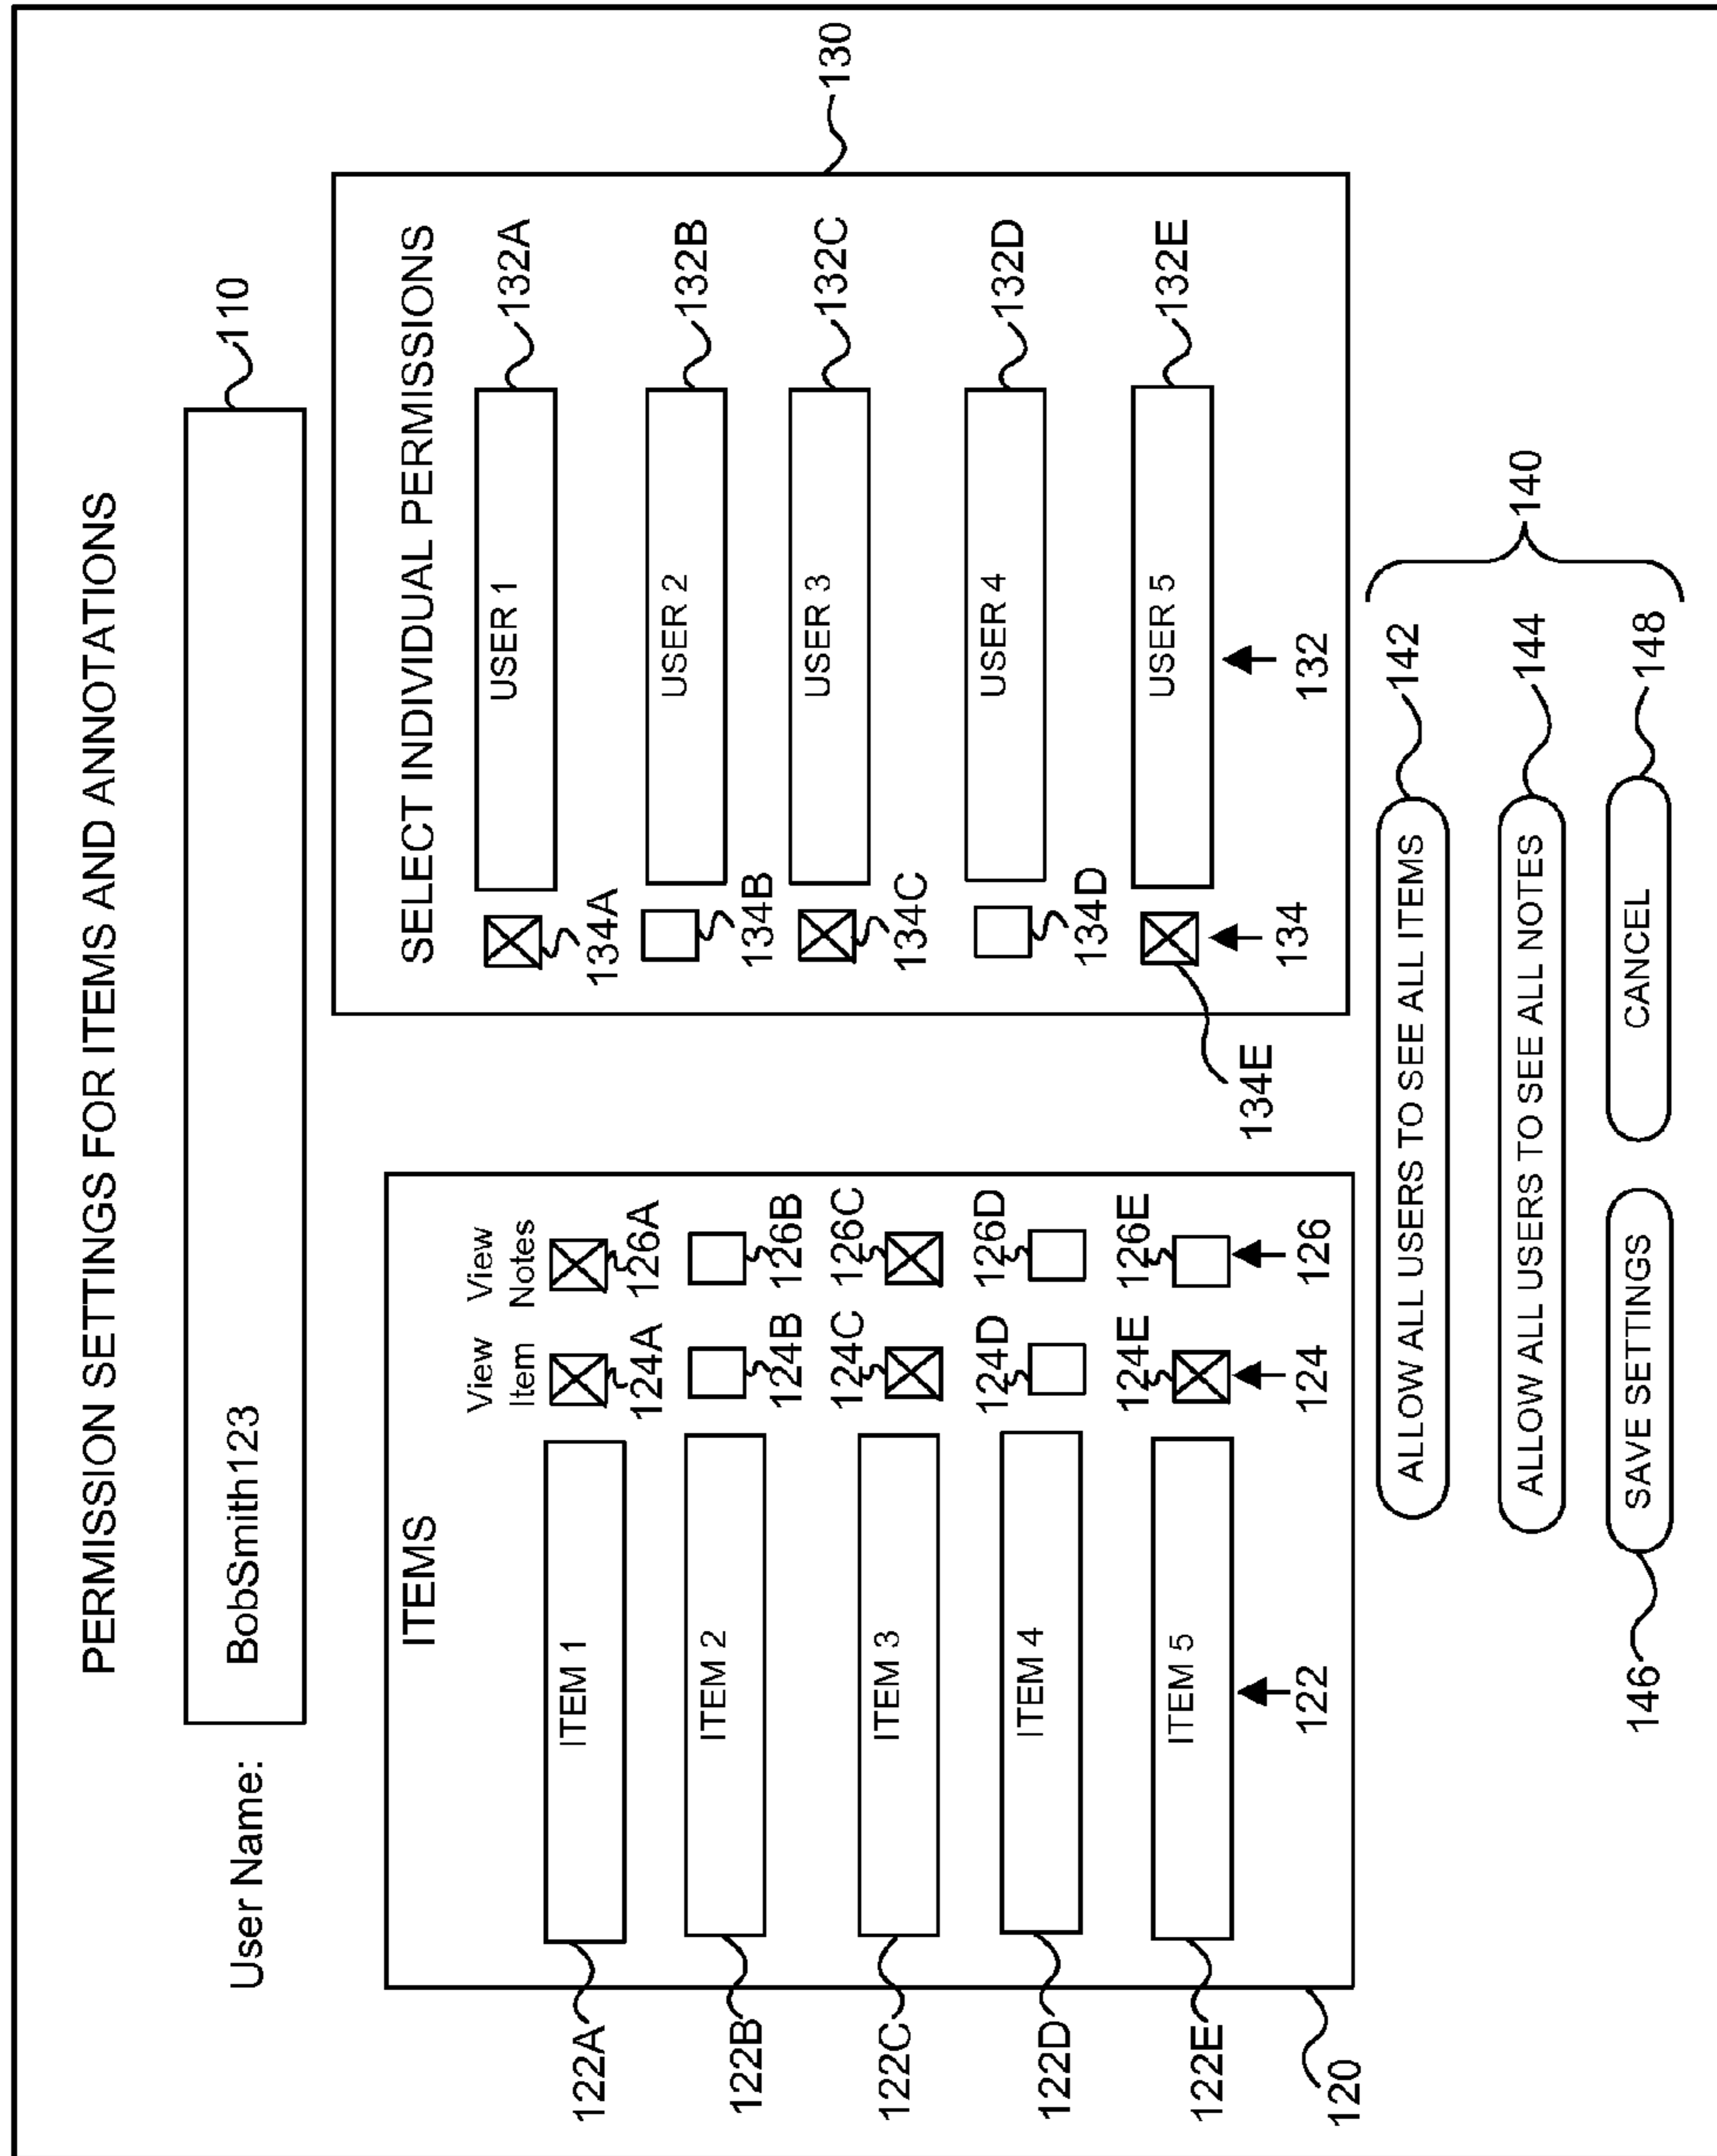 PERMISSION SETTINGS FOR ITEMS AND ANNOTATIONS
User Name:
BobSmith123
110
ITEMS
View Item
View Notes
122A
ITEM 1
124A
126A
122B
ITEM 2
124B
126B
122C
ITEM 3
124C
126C
122D
ITEM 4
124D
126D
122E
ITEM 5
124E
126E
122
124
126
120
SELECT INDIVIDUAL PERMISSIONS
130
134A
USER 1
132A
134B
USER 2
132B
134C
USER 3
132C
134D
USER 4
132D
134E
USER 5
132E
134
132
ALLOW ALL USERS TO SEE ALL ITEMS
142
ALLOW ALL USERS TO SEE ALL NOTES
144
140
146
SAVE SETTINGS
CANCEL
148